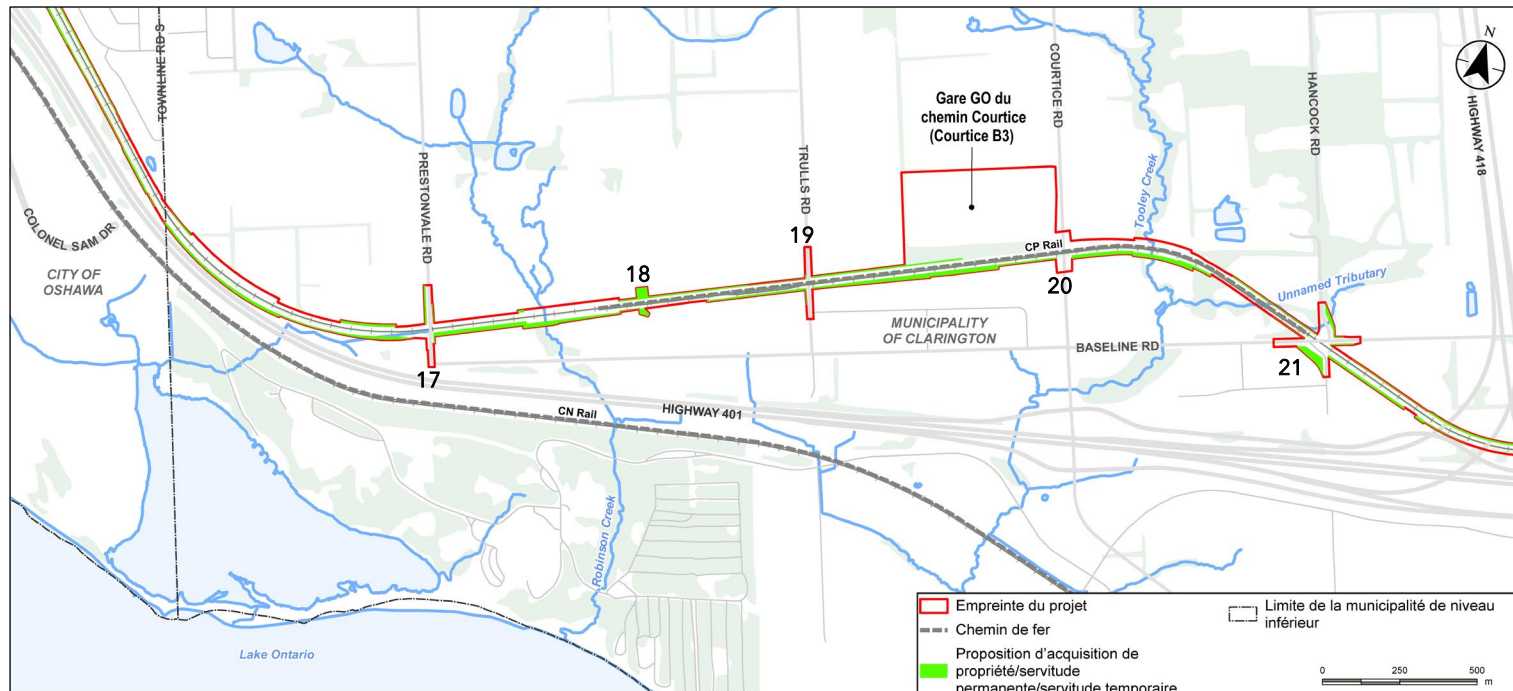 TOWNLINE RD S
PRESTONVALE RD
TRULLS RD
COURTICE RD
HANCOCK RD
HIGHWAY 418
N
Gare GO du
chemin Courtice
(Courtice B3)
Tooley Creek
COLONEL SAM DR
CITY OF
OSHAWA
17
18
19
CP Rail
20
Unnamed Tributary
MUNICIPALITY
OF CLARINGTON
BASELINE RD
21
CN Rail
HIGHWAY 401
Robinson Creek
Lake Ontario
Empreinte du projet
Chemin de fer
Proposition d'acquisition de
propriété/servitude
permanente/servitude temporaire
Limite de la municipalité de niveau
inférieur
0 250 500
m